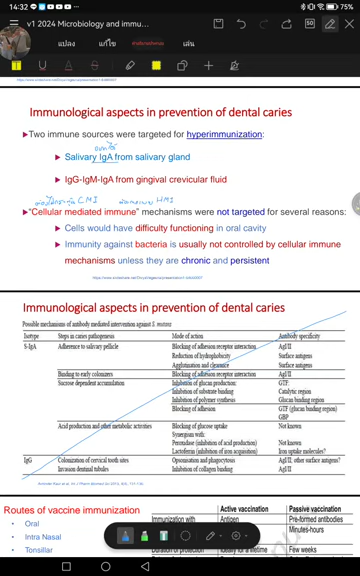 14:32
75%
v1 2024 Microbiology and immu...
50
แปลง
แก้ไข
เล่น
Immunological aspects in prevention of dental caries
▶Two immune sources were targeted for hyperimmunization:
Salivary IgA from salivary gland
IgG-IgM-IgA from gingival crevicular fluid
CMI HMI
▶"Cellular mediated immune" mechanisms were not targeted for several reasons:
Cells would have difficulty functioning in oral cavity
Immunity against bacteria is usually not controlled by cellular immune
mechanisms unless they are chronic and persistent
Immunological aspects in prevention of dental caries
Possible mechanisms of antibody mediated intervention against S. mutans
Isotype Steps in caries pathogenesis Mode of action Antibody specificity
S-IgA Adherence to salivary pellicle Blocking of adhesion receptor interaction AgI/II
Reduction of hydrophobicity Surface antigens
Agglutination and clearance Surface antigens
Binding to early colonizers Blocking of adhesion receptor interaction AgI/II
Sucrose dependent accumulation Inhibition of glucan production: GTF:
Inhibition of substrate binding Catalytic region
Inhibition of polymer synthesis Glucan binding region
Blocking of adhesion GTF (glucan binding region)
GBP
Acid production and other metabolic activities Blocking of glucose uptake Not known
Synergism with:
Peroxidase (inhibition of acid production) Not known
Lactoferrin (inhibition of iron acquisition) Iron uptake molecules?
IgG Colonization of cervical tooth sites Opsonisation and phagocytosis AgI/II, other surface antigens?
Invasion dentinal tubules Inhibition of collagen binding AgI/II
Routes of vaccine immunization
Oral
Intra Nasal
Tonsillar
Active vaccination Passive vaccination
Immunization with Antigen Pre-formed antibodies
Minutes-hours
Duration of protection Ideally for a lifetime Few weeks